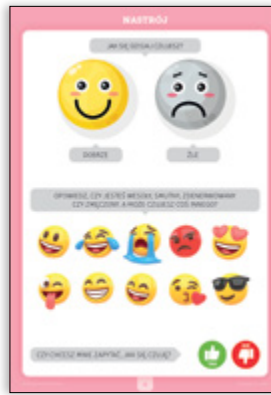 NASTRÓJ
JAK SIĘ DZISIAJ CZUJESZ?
DOBRZE
ŹLE
OPOWIESZ, CZY JESTEŚ WESOŁY, SMUTNY, ZDENERWOWANY
CZY ZMĘCZONY, A MOŻE CZUJESZ COŚ INNEGO?
CZY CHCESZ MNIE ZAPYTAĆ, JAK SIĘ CZUJĘ?